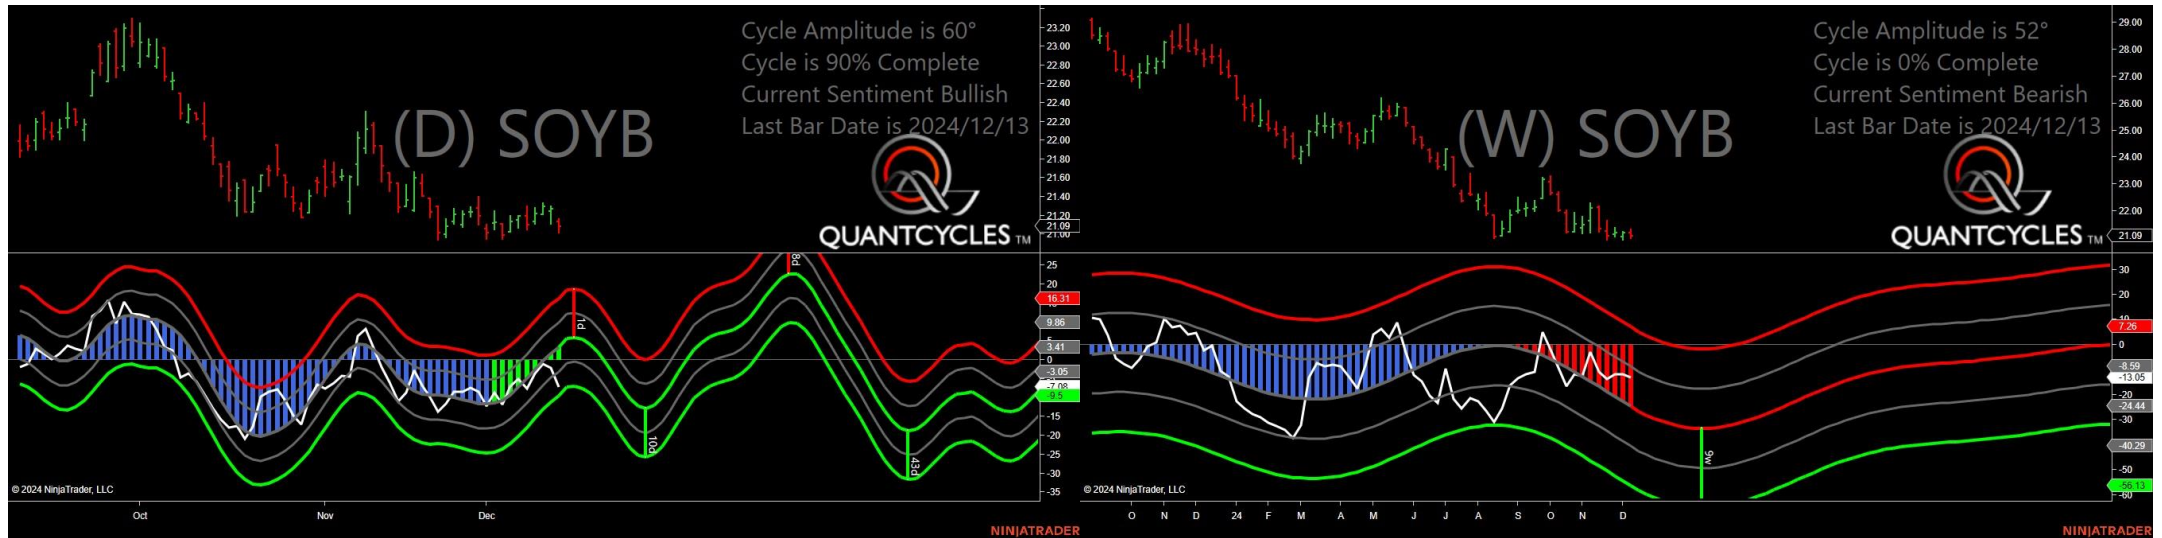 Cycle Amplitude is 60°
Cycle is 90% Complete
Current Sentiment Bullish
Last Bar Date is 2024/12/13
(D) SOYB
QUANTCYCLES TM
23.20
23.00
22.80
22.60
22.40
22.20
22.00
21.80
21.60
21.40
21.20
21.09
21.00
25
20
16.31
9.86
3.41
0
-3.05
-7.08
-9.5
-15
-20
-25
-30
-35
1d
10d
8d
43d
© 2024 NinjaTrader, LLC
Oct Nov Dec
NINJATRADER
Cycle Amplitude is 52°
Cycle is 0% Complete
Current Sentiment Bearish
Last Bar Date is 2024/12/13
(W) SOYB
QUANTCYCLES TM
29.00
28.00
27.00
26.00
25.00
24.00
23.00
22.00
21.09
30
20
10
7.26
0
-8.59
-13.05
-20
-24.44
-30
-40.29
-50
-56.13
-60
9w
© 2024 NinjaTrader, LLC
O N D 24 F M A M J J A S O N D
NINJATRADER